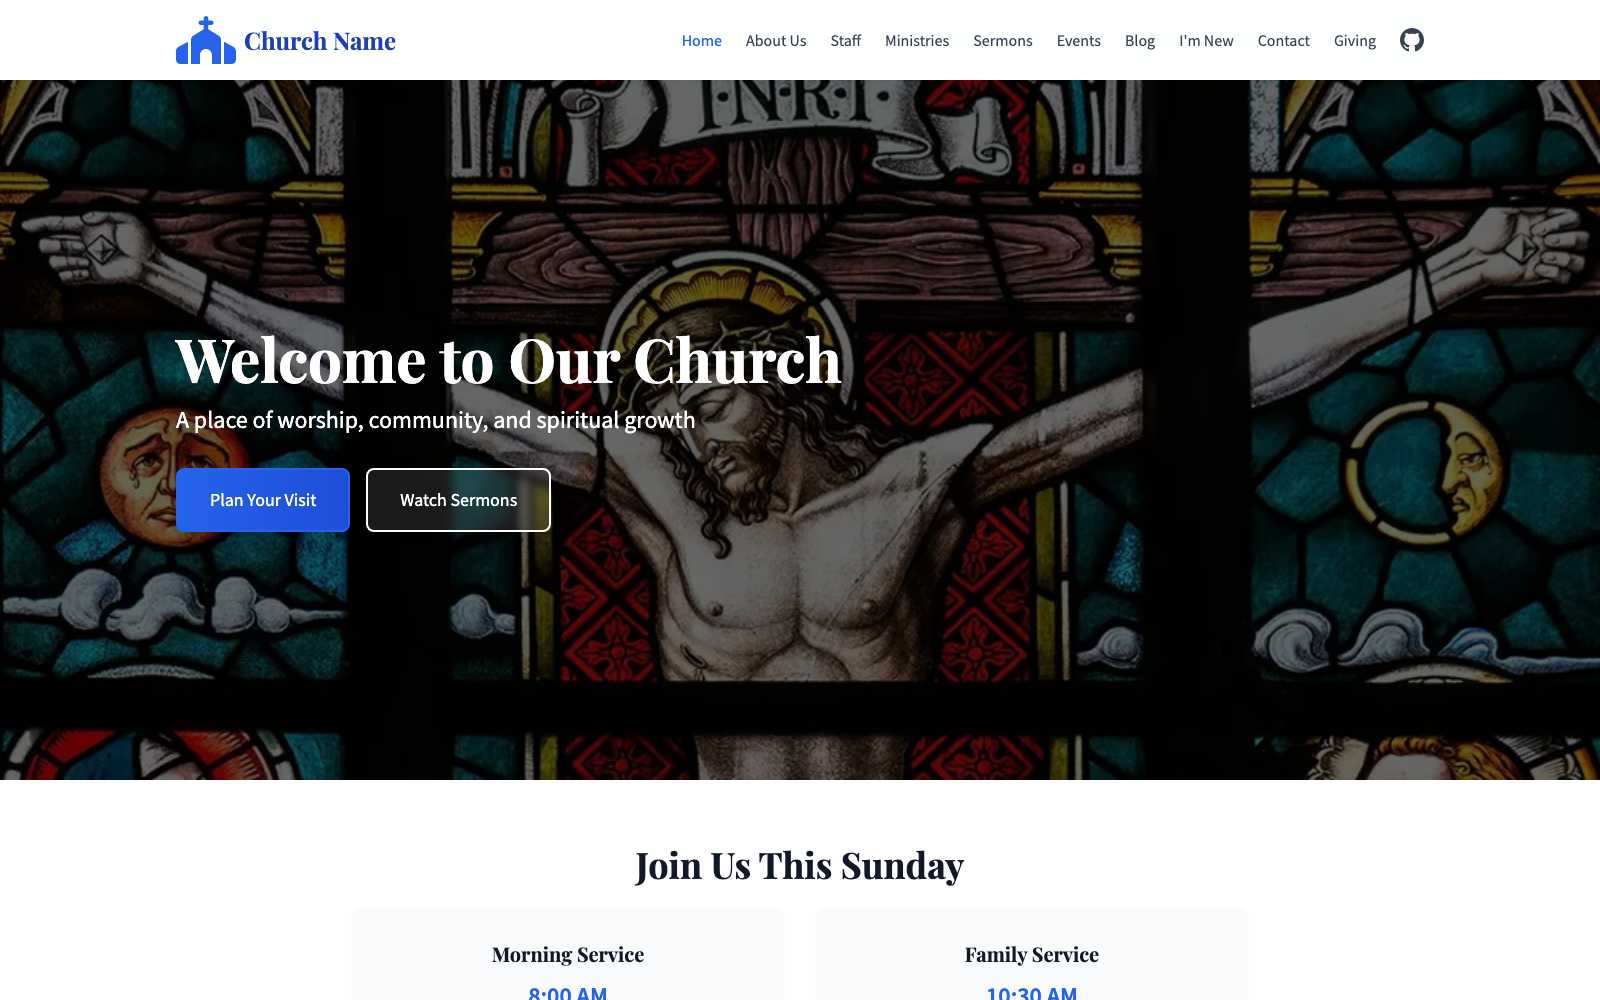 Church Name
Home About Us Staff Ministries Sermons Events Blog I'm New Contact Giving
I·N·R·I·
Welcome to Our Church
A place of worship, community, and spiritual growth
Plan Your Visit Watch Sermons
Join Us This Sunday
Morning Service Family Service
8:00 AM 10:30 AM